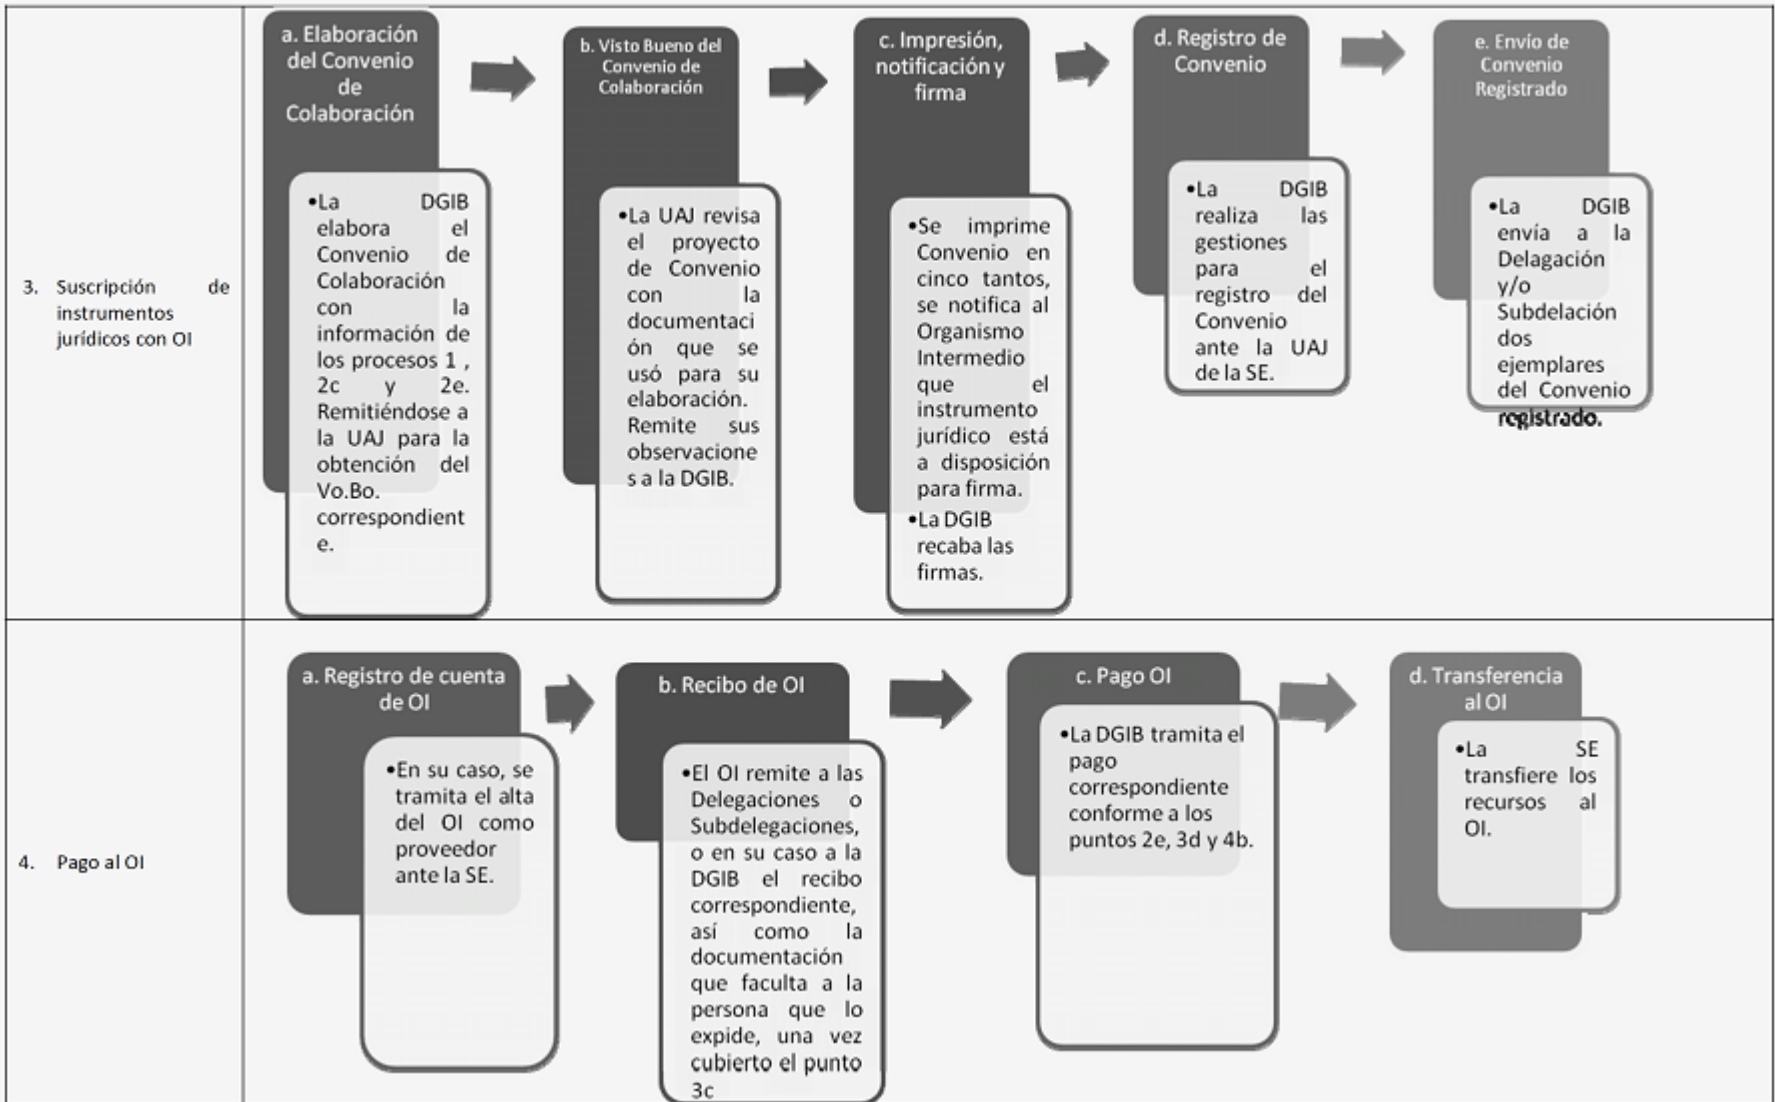 3. Suscripción de
instrumentos
jurídicos con OI
a. Elaboración
del Convenio
de
Colaboración
•La DGIB
elabora el
Convenio de
Colaboración
con la
información de
los procesos 1 ,
2c y 2e.
Remitiéndose a
la UAJ para la
obtención del
Vo.Bo.
correspondient
e.
b. Visto Bueno del
Convenio de
Colaboración
•La UAJ revisa
el proyecto
de Convenio
con la
documentaci
ón que se
usó para su
elaboración.
Remite sus
observacione
s a la DGIB.
c. Impresión,
notificación y
firma
•Se imprime
Convenio en
cinco tantos,
se notifica al
Organismo
Intermedio
que el
instrumento
jurídico está
a disposición
para firma.
•La DGIB
recaba las
firmas.
d. Registro de
Convenio
•La DGIB
realiza las
gestiones
para el
registro del
Convenio
ante la UAJ
de la SE.
e. Envío de
Convenio
Registrado
•La DGIB
envía a la
Delagación
y/o
Subdelación
dos
ejemplares
del Convenio
registrado.
4. Pago al OI
a. Registro de cuenta
de OI
•En su caso, se
tramita el alta
del OI como
proveedor
ante la SE.
b. Recibo de OI
•El OI remite a las
Delegaciones o
Subdelegaciones,
o en su caso a la
DGIB el recibo
correspondiente,
así como la
documentación
que faculta a la
persona que lo
expide, una vez
cubierto el punto
3c
c. Pago OI
•La DGIB tramita el
pago
correspondiente
conforme a los
puntos 2e, 3d y 4b.
d. Transferencia
al OI
•La SE
transfiere los
recursos al
OI.